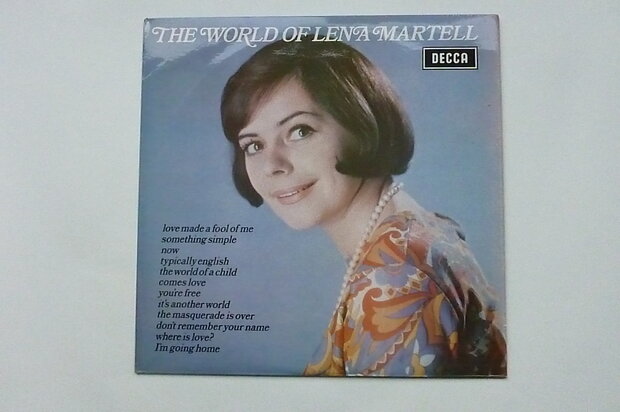 THE WORLD OF LENA MARTELL
DECCA
love made a fool of me
something simple
now
typically english
the world of a child
comes love
you're free
it's another world
the masquerade is over
don't remember your name
where is love?
I'm going home